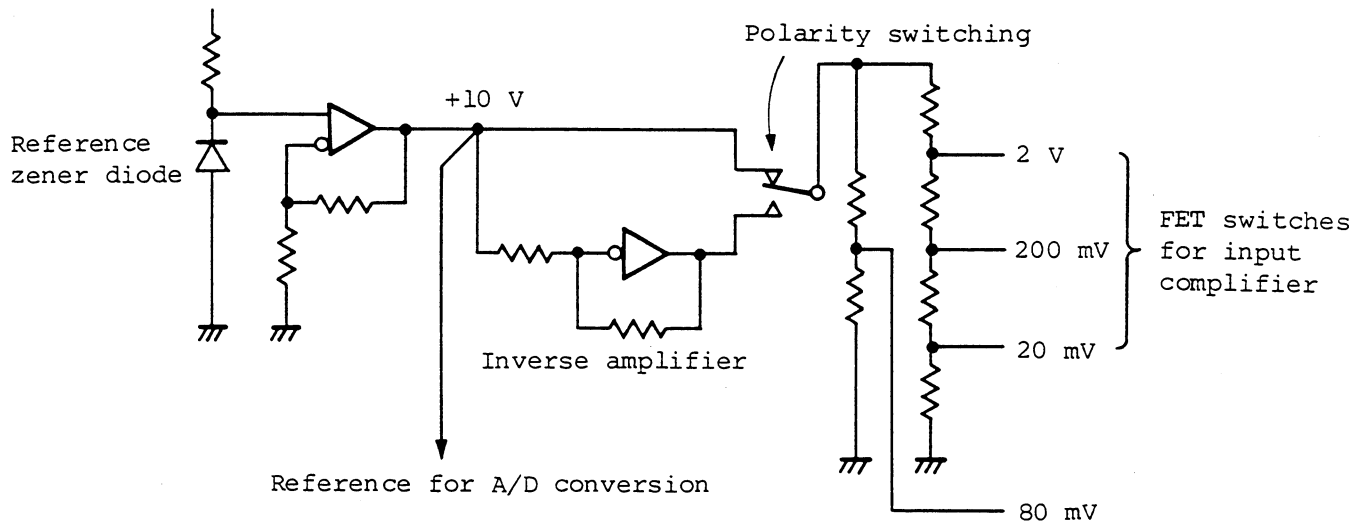 Polarity switching
+10 V
Reference
zener diode
2 V
200 mV
20 mV
FET switches
for input
complifier
Inverse amplifier
Reference for A/D conversion
80 mV